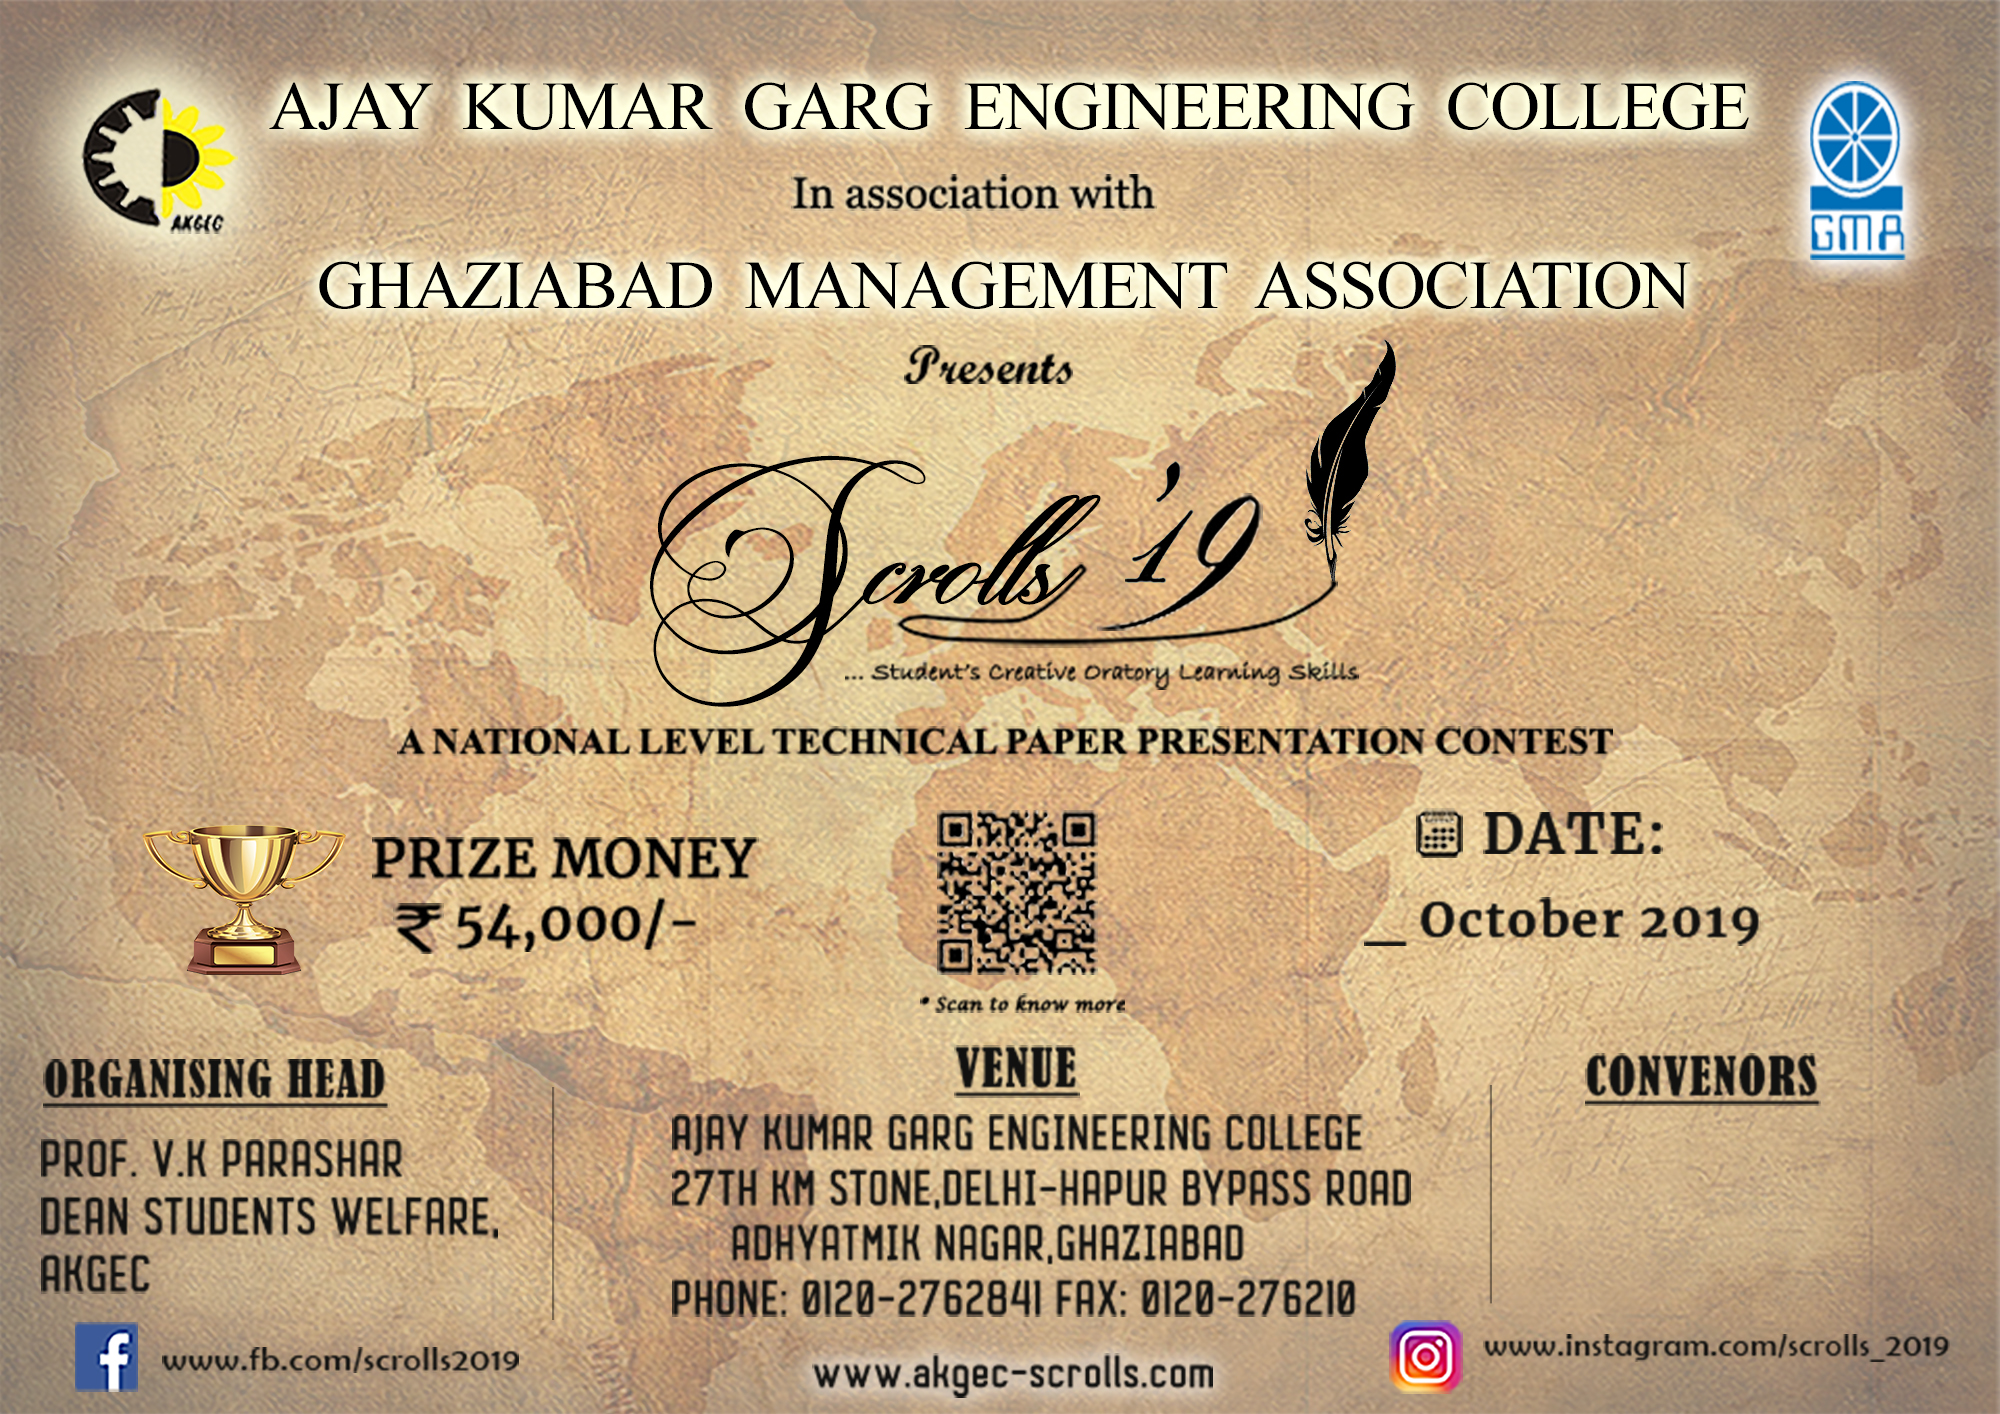 AJAY KUMAR GARG ENGINEERING COLLEGE
AKGEC
GMA
In association with
GHAZIABAD MANAGEMENT ASSOCIATION
Presents
Scrolls '19
... Student's Creative Oratory Learning Skills
A NATIONAL LEVEL TECHNICAL PAPER PRESENTATION CONTEST
PRIZE MONEY
₹ 54,000/-
* Scan to know more
DATE:
_ October 2019
ORGANISING HEAD
PROF. V.K PARASHAR
DEAN STUDENTS WELFARE,
AKGEC
VENUE
AJAY KUMAR GARG ENGINEERING COLLEGE
27TH KM STONE,DELHI-HAPUR BYPASS ROAD
ADHYATMIK NAGAR,GHAZIABAD
PHONE: 0120-2762841 FAX: 0120-276210
CONVENORS
www.fb.com/scrolls2019
www.akgec-scrolls.com
www.instagram.com/scrolls_2019